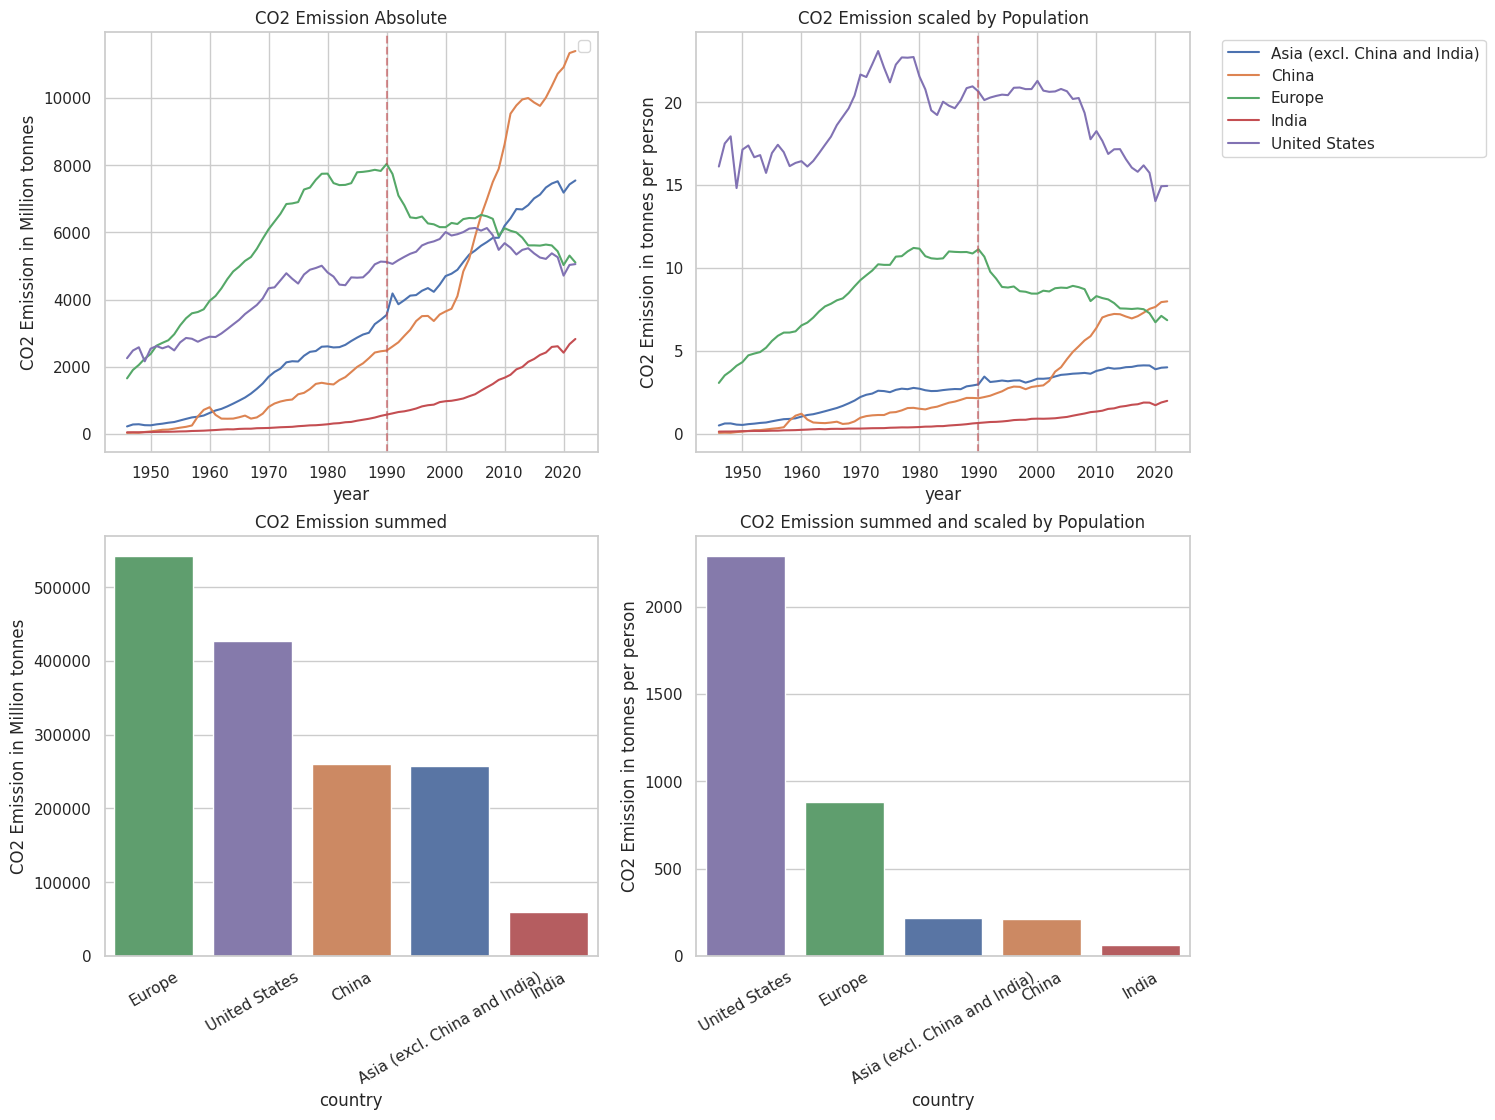 CO2 Emission Absolute
CO2 Emission in Million tonnes
10000
8000
6000
4000
2000
0
1950 1960 1970 1980 1990 2000 2010 2020
year
CO2 Emission scaled by Population
CO2 Emission in tonnes per person
20
15
10
5
0
1950 1960 1970 1980 1990 2000 2010 2020
year
Asia (excl. China and India)
China
Europe
India
United States
CO2 Emission summed
CO2 Emission in Million tonnes
500000
400000
300000
200000
100000
0
Europe
United States
China
Asia (excl. China and India)
India
country
CO2 Emission summed and scaled by Population
CO2 Emission in tonnes per person
2000
1500
1000
500
0
United States
Europe
Asia (excl. China and India)
China
India
country